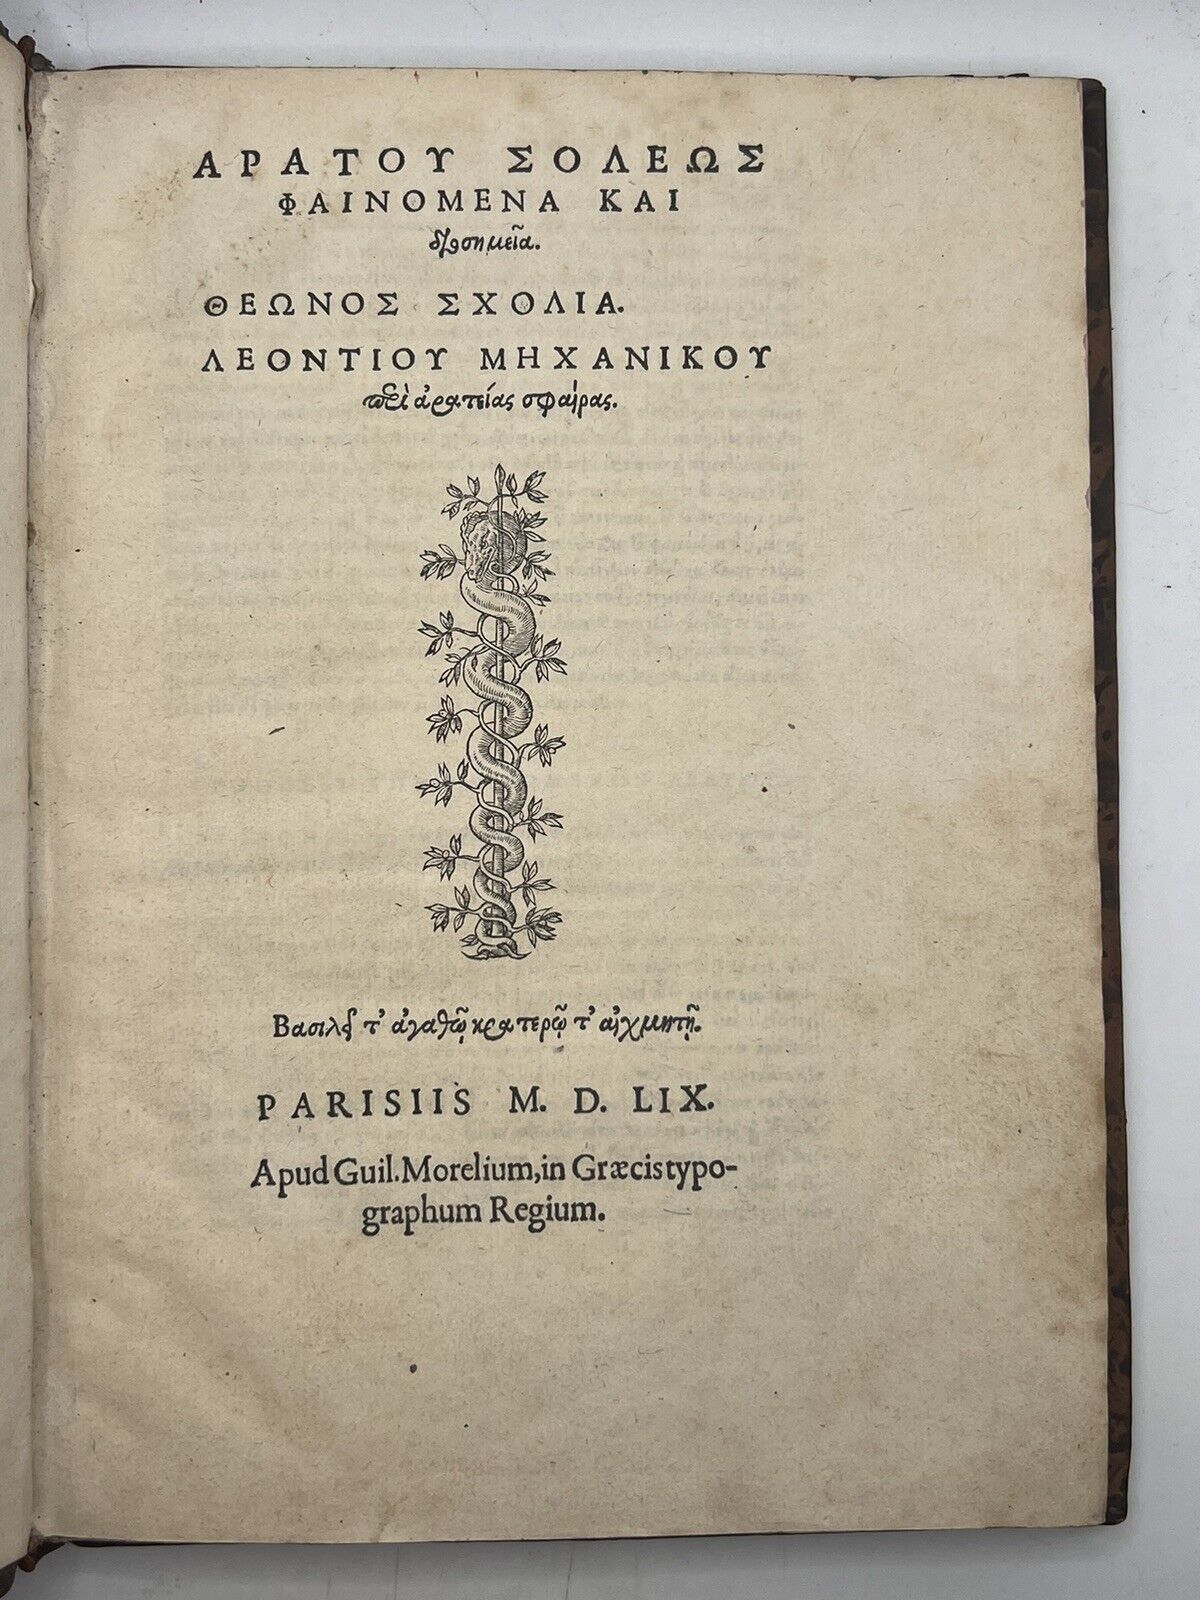 ΑΡΑΤΟΥ ΣΟΛΕΩΣ
ΦΑΙΝΟΜΕΝΑ ΚΑΙ
διοσημεῖα.
ΘΕΩΝΟΣ ΣΧΟΛΙΑ.
ΛΕΟΝΤΙΟΥ ΜΗΧΑΝΙΚΟΥ
περὶ ἀρατείας σφαίρας.
Βασιλεῖ τ' ἀγαθῷ κρατερῷ τ' αἰχμητῇ.
PARISIIS M. D. LIX.
Apud Guil. Morelium, in Græcis typo-
graphum Regium.